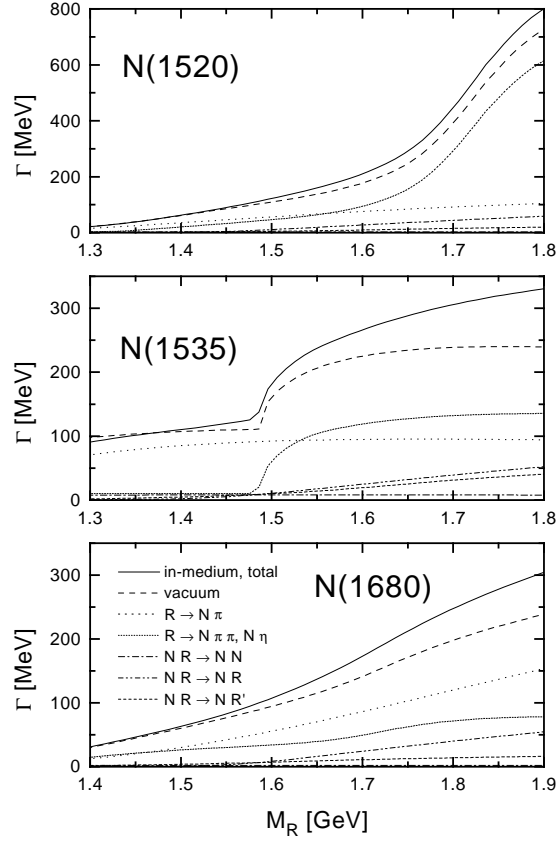 800
600
400
200
0
Γ [MeV]
N(1520)
1.3 1.4 1.5 1.6 1.7 1.8
300
200
100
0
Γ [MeV]
N(1535)
1.3 1.4 1.5 1.6 1.7 1.8
300
200
100
0
Γ [MeV]
N(1680)
in-medium, total
vacuum
R → N π
R → N π π, N η
N R → N N
N R → N R
N R → N R'
1.4 1.5 1.6 1.7 1.8 1.9
M_R [GeV]